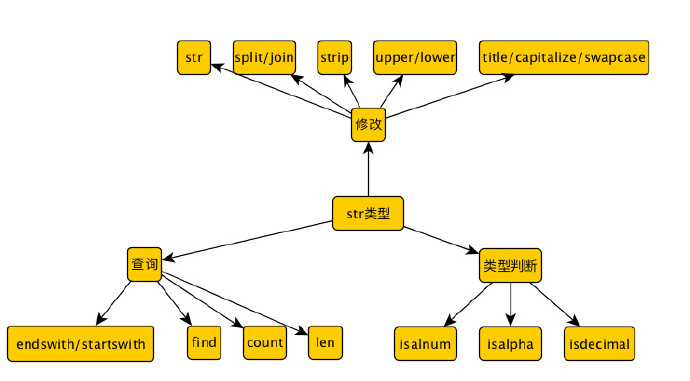 str
split/join
strip
upper/lower
title/capitalize/swapcase
修改
str类型
查询
类型判断
endswith/startswith
find
count
len
isalnum
isalpha
isdecimal